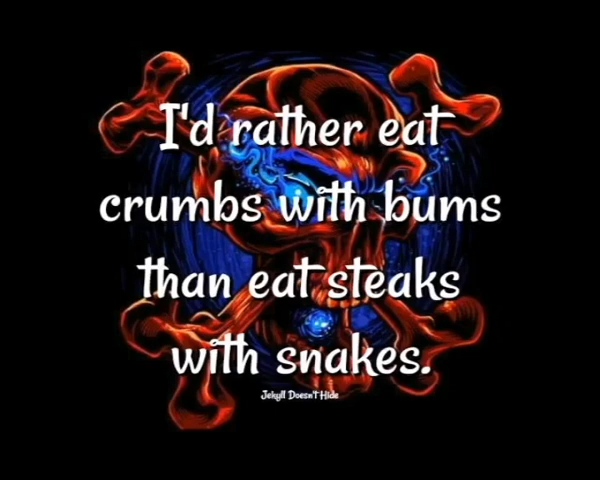 I'd rather eat
crumbs with bums
than eat steaks
with snakes.
Jekyll Doesn't Hide